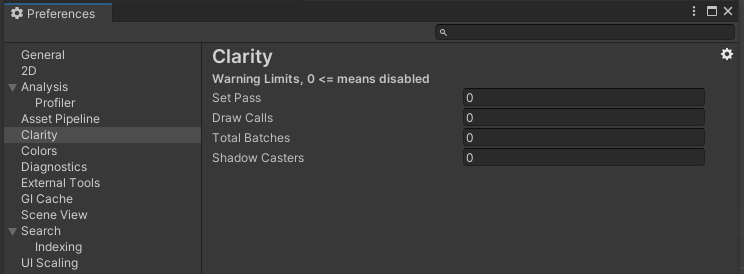 Preferences
General
2D
Analysis
Profiler
Asset Pipeline
Clarity
Colors
Diagnostics
External Tools
GI Cache
Scene View
Search
Indexing
UI Scaling
Clarity
Warning Limits, 0 <= means disabled
Set Pass 0
Draw Calls 0
Total Batches 0
Shadow Casters 0